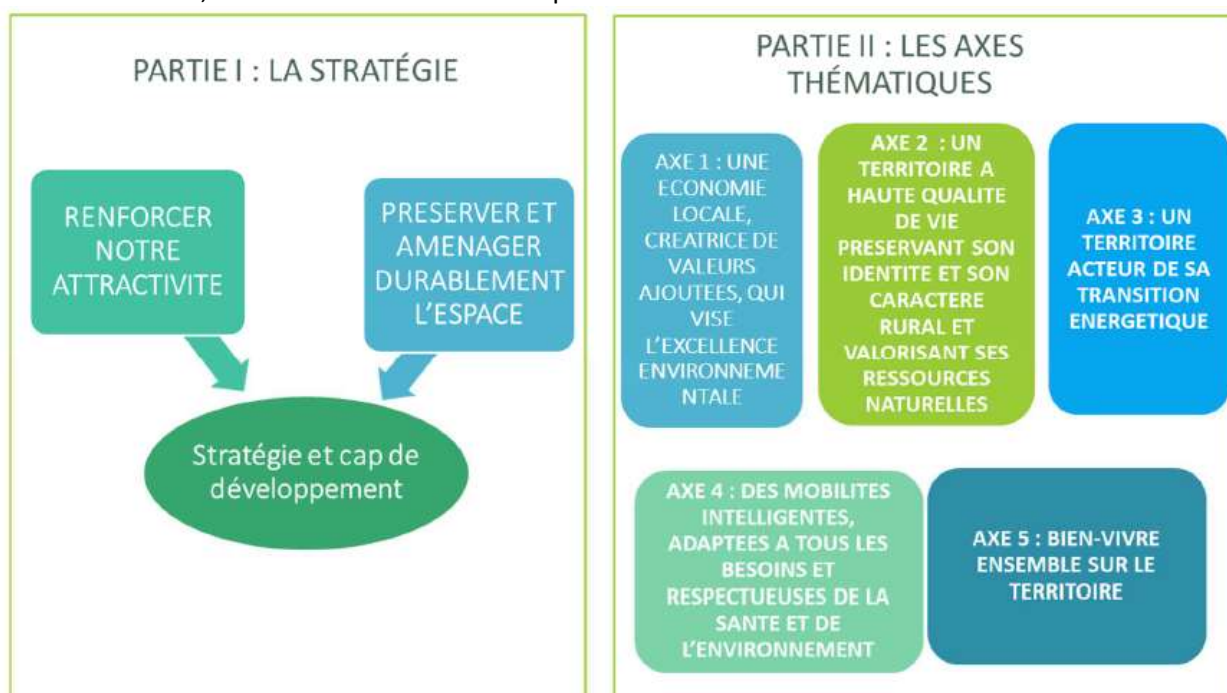 PARTIE I : LA STRATÉGIE
RENFORCER
NOTRE
ATTRACTIVITE
PRESERVER ET
AMENAGER
DURABLEMENT
L'ESPACE
Stratégie et cap de
développement
PARTIE II : LES AXES
THÉMATIQUES
AXE 1 : UNE
ECONOMIE
LOCALE,
CREATRICE DE
VALEURS
AJOUTEES, QUI
VISE
L'EXCELLENCE
ENVIRONNEME
NTALE
AXE 2 : UN
TERRITOIRE A
HAUTE QUALITE
DE VIE
PRESERVANT SON
IDENTITE ET SON
CARACTERE
RURAL ET
VALORISANT SES
RESSOURCES
NATURELLES
AXE 3 : UN
TERRITOIRE
ACTEUR DE SA
TRANSITION
ENERGETIQUE
AXE 4 : DES MOBILITES
INTELLIGENTES,
ADAPTEES A TOUS LES
BESOINS ET
RESPECTUEUSES DE LA
SANTE ET DE
L'ENVIRONNEMENT
AXE 5 : BIEN-VIVRE
ENSEMBLE SUR LE
TERRITOIRE